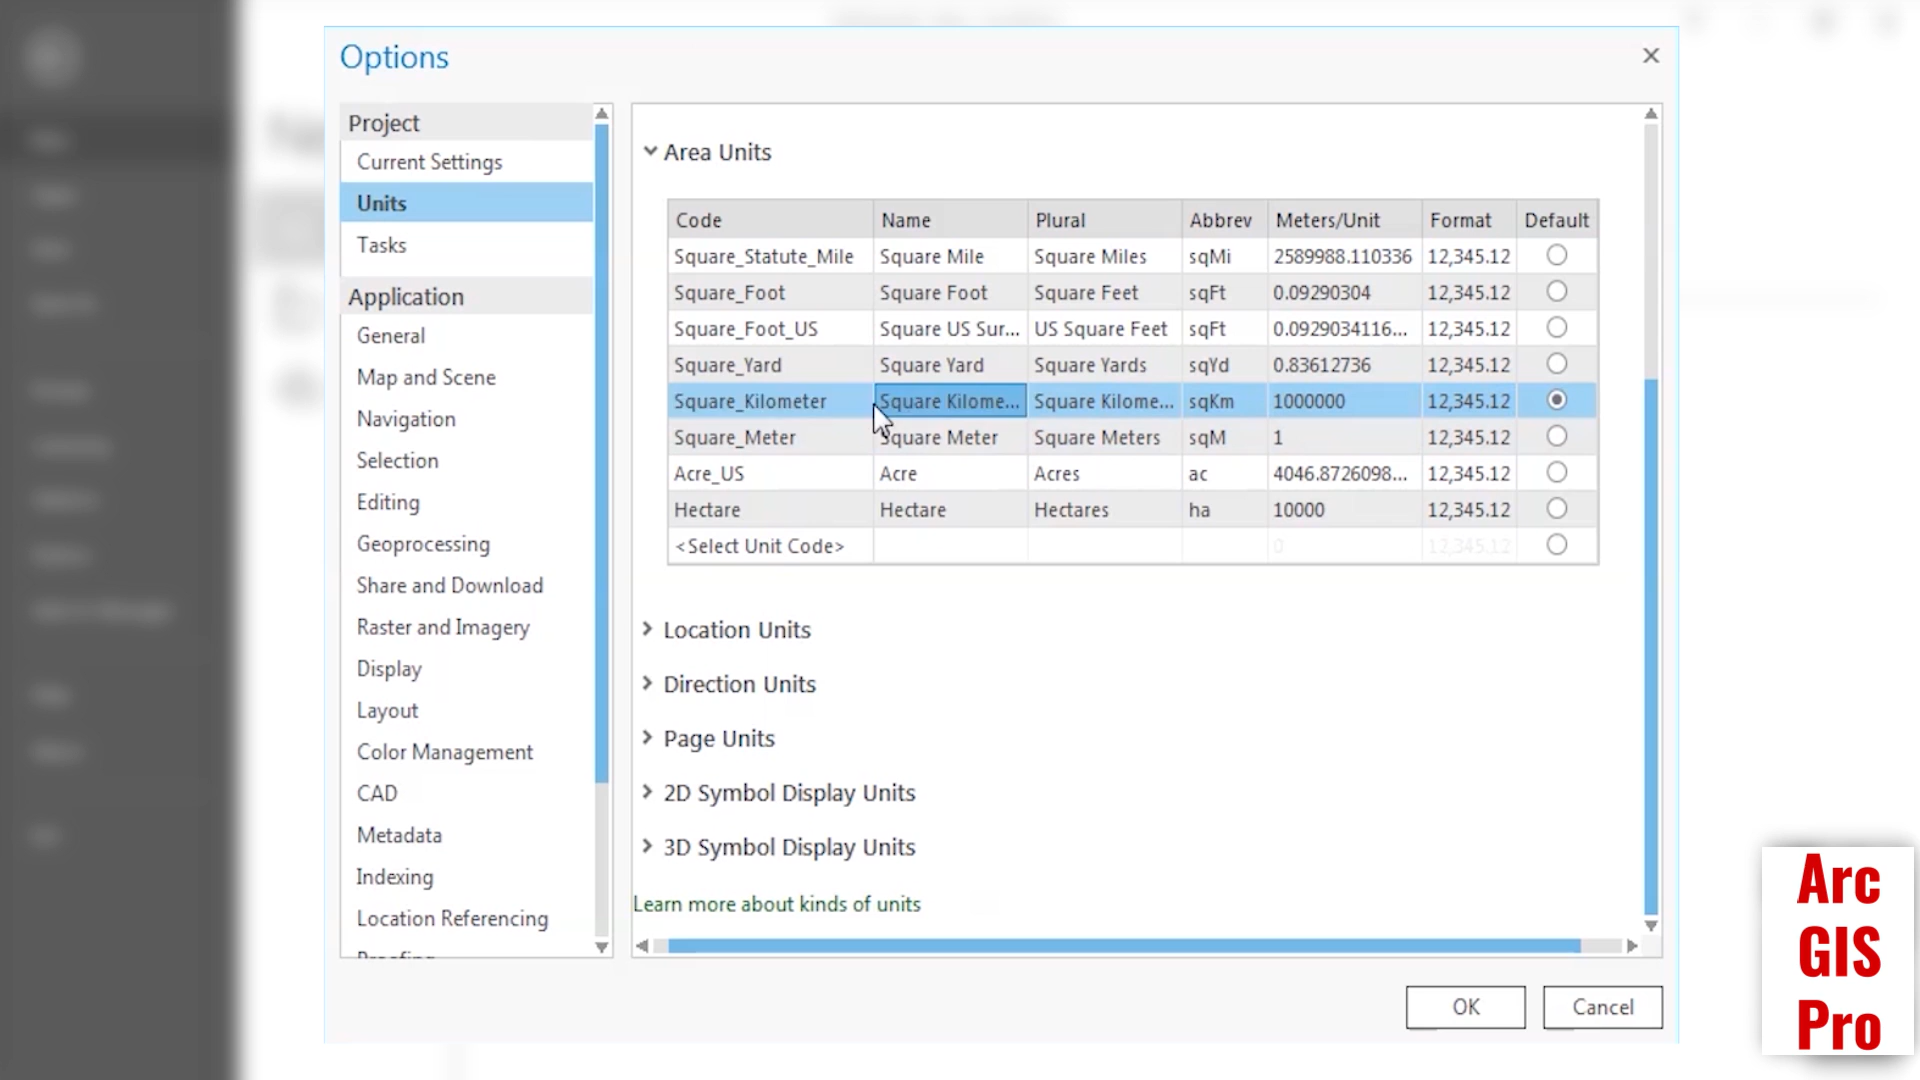 Options
Project
Current Settings
Units
Tasks
Application
General
Map and Scene
Navigation
Selection
Editing
Geoprocessing
Share and Download
Raster and Imagery
Display
Layout
Color Management
CAD
Metadata
Indexing
Location Referencing
Area Units
Code Name Plural Abbrev Meters/Unit Format Default
Square_Statute_Mile Square Mile Square Miles sqMi 2589988.110336 12,345.12
Square_Foot Square Foot Square Feet sqFt 0.09290304 12,345.12
Square_Foot_US Square US Sur... US Square Feet sqFt 0.0929034116... 12,345.12
Square_Yard Square Yard Square Yards sqYd 0.83612736 12,345.12
Square_Kilometer Square Kilome... Square Kilome... sqKm 1000000 12,345.12
Square_Meter Square Meter Square Meters sqM 1 12,345.12
Acre_US Acre Acres ac 4046.8726098... 12,345.12
Hectare Hectare Hectares ha 10000 12,345.12
<Select Unit Code> 0 12,345.12
Location Units
Direction Units
Page Units
2D Symbol Display Units
3D Symbol Display Units
Learn more about kinds of units
OK Cancel
Arc
GIS
Pro